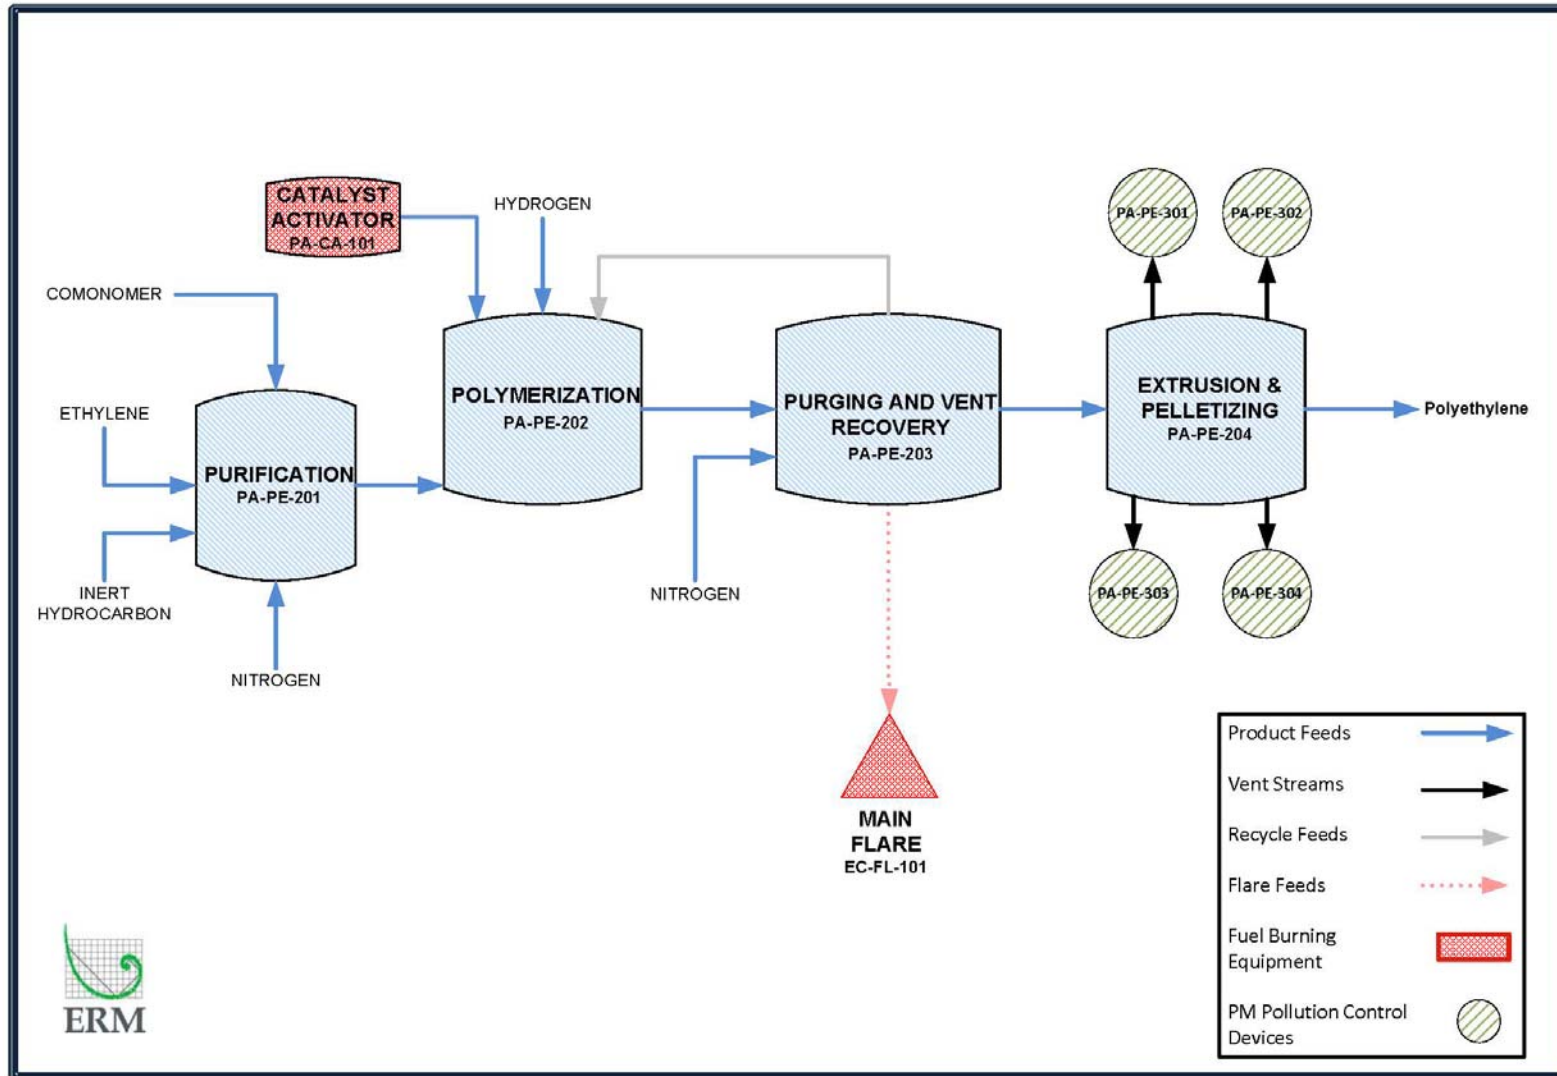 CATALYST
ACTIVATOR
PA-CA-101
HYDROGEN
COMONOMER
ETHYLENE
INERT
HYDROCARBON
NITROGEN
PURIFICATION
PA-PE-201
POLYMERIZATION
PA-PE-202
NITROGEN
PURGING AND VENT
RECOVERY
PA-PE-203
PA-PE-301
PA-PE-302
EXTRUSION &
PELLETIZING
PA-PE-204
Polyethylene
PA-PE-303
PA-PE-304
MAIN
FLARE
EC-FL-101
Product Feeds
Vent Streams
Recycle Feeds
Flare Feeds
Fuel Burning
Equipment
PM Pollution Control
Devices
ERM